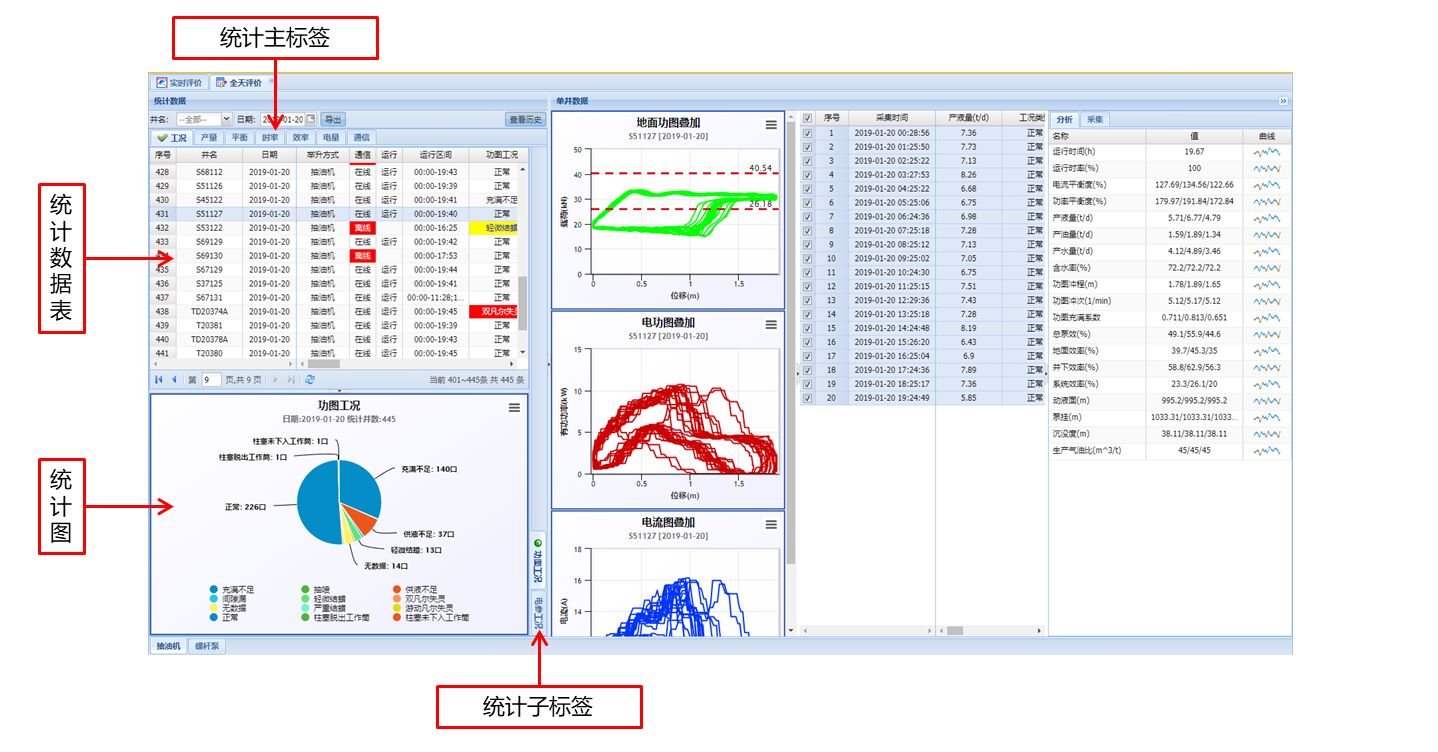 统计主标签
实时评价 全天评价
统计数据 单井数据
井名: --全部-- 日期: 导出 查看历史
工况 产量 平衡 时率 效率 电量 通信
序号 井名 日期 举升方式 通信 运行 运行区间 功图工况
428 S68112 2019-01-20 抽油机 在线 运行 00:00-19:43 正常
429 S51126 2019-01-20 抽油机 在线 运行 00:00-19:39 正常
430 S45122 2019-01-20 抽油机 在线 运行 00:00-19:41 充满不足
431 S51127 2019-01-20 抽油机 在线 运行 00:00-19:40 正常
432 S53122 2019-01-20 抽油机 离线 00:00-16:25 轻微结蜡
433 S69129 2019-01-20 抽油机 在线 运行 00:00-19:42 正常
S69130 2019-01-20 抽油机 离线 00:00-17:53 正常
435 S67129 2019-01-20 抽油机 在线 运行 00:00-19:44 正常
436 S37125 2019-01-20 抽油机 在线 运行 00:00-19:41 正常
437 S67131 2019-01-20 抽油机 在线 运行 00:00-11:28;1... 正常
438 TD20374A 2019-01-20 抽油机 在线 运行 00:00-19:45 双凡尔失灵
439 T20381 2019-01-20 抽油机 在线 运行 00:00-19:39 正常
440 TD20378A 2019-01-20 抽油机 在线 运行 00:00-19:43 正常
441 T20380 2019-01-20 抽油机 在线 运行 00:00-19:45 正常
第 9 页,共 9 页 当前 401~445条 共 445 条
统计数据表
功图工况
日期:2019-01-20 统计井数:445
柱塞未下入工作筒: 1口
柱塞脱出工作筒: 1口
充满不足: 140口
正常: 226口
供液不足: 37口
轻微结蜡: 13口
无数据: 14口
充满不足 抽喷 供液不足
间隙漏 轻微结蜡 双凡尔失灵
无数据 严重结蜡 游动凡尔失灵
正常 柱塞脱出工作筒 柱塞未下入工作筒
统计图
功图工况
电参工况
抽油机 螺杆泵
统计子标签
地面功图叠加
S51127 [2019-01-20]
载荷(kN)
50
40
30
20
10
0
40.54
26.18
0 0.5 1 1.5
位移(m)
电功图叠加
S51127 [2019-01-20]
有功功率(kW)
15
10
5
0
0 0.5 1 1.5
位移(m)
电流图叠加
S51127 [2019-01-20]
电流(A)
18
16
14
序号 采集时间 产液量(t/d) 工况类
1 2019-01-20 00:28:56 7.36 正常
2 2019-01-20 01:25:50 7.73 正常
3 2019-01-20 02:25:22 7.13 正常
4 2019-01-20 03:27:53 8.26 正常
5 2019-01-20 04:25:22 6.68 正常
6 2019-01-20 05:25:06 6.75 正常
7 2019-01-20 06:24:36 6.98 正常
8 2019-01-20 07:25:18 7.28 正常
9 2019-01-20 08:25:12 7.13 正常
10 2019-01-20 09:25:02 7.05 正常
11 2019-01-20 10:24:30 6.75 正常
12 2019-01-20 11:25:15 7.51 正常
13 2019-01-20 12:29:36 7.43 正常
14 2019-01-20 13:25:18 7.28 正常
15 2019-01-20 14:24:48 8.19 正常
16 2019-01-20 15:26:20 6.43 正常
17 2019-01-20 16:25:04 6.9 正常
18 2019-01-20 17:24:36 7.89 正常
19 2019-01-20 18:25:17 7.36 正常
20 2019-01-20 19:24:49 5.85 正常
分析 采集
名称 值 曲线
运行时间(h) 19.67
运行时率(%) 100
电流平衡度(%) 127.69/134.56/122.66
功率平衡度(%) 179.97/191.84/172.84
产液量(t/d) 5.71/6.77/4.79
产油量(t/d) 1.59/1.89/1.34
产水量(t/d) 4.12/4.89/3.46
含水率(%) 72.2/72.2/72.2
功图冲程(m) 1.78/1.89/1.65
功图冲次(1/min) 5.12/5.17/5.12
功图充满系数 0.711/0.813/0.651
总泵效(%) 49.1/55.9/44.6
地面效率(%) 39.7/45.3/35
井下效率(%) 58.8/62.9/56.3
系统效率(%) 23.3/26.1/20
动液面(m) 995.2/995.2/995.2
泵挂(m) 1033.31/1033.31/1033...
沉没度(m) 38.11/38.11/38.11
生产气油比(m^3/t) 45/45/45